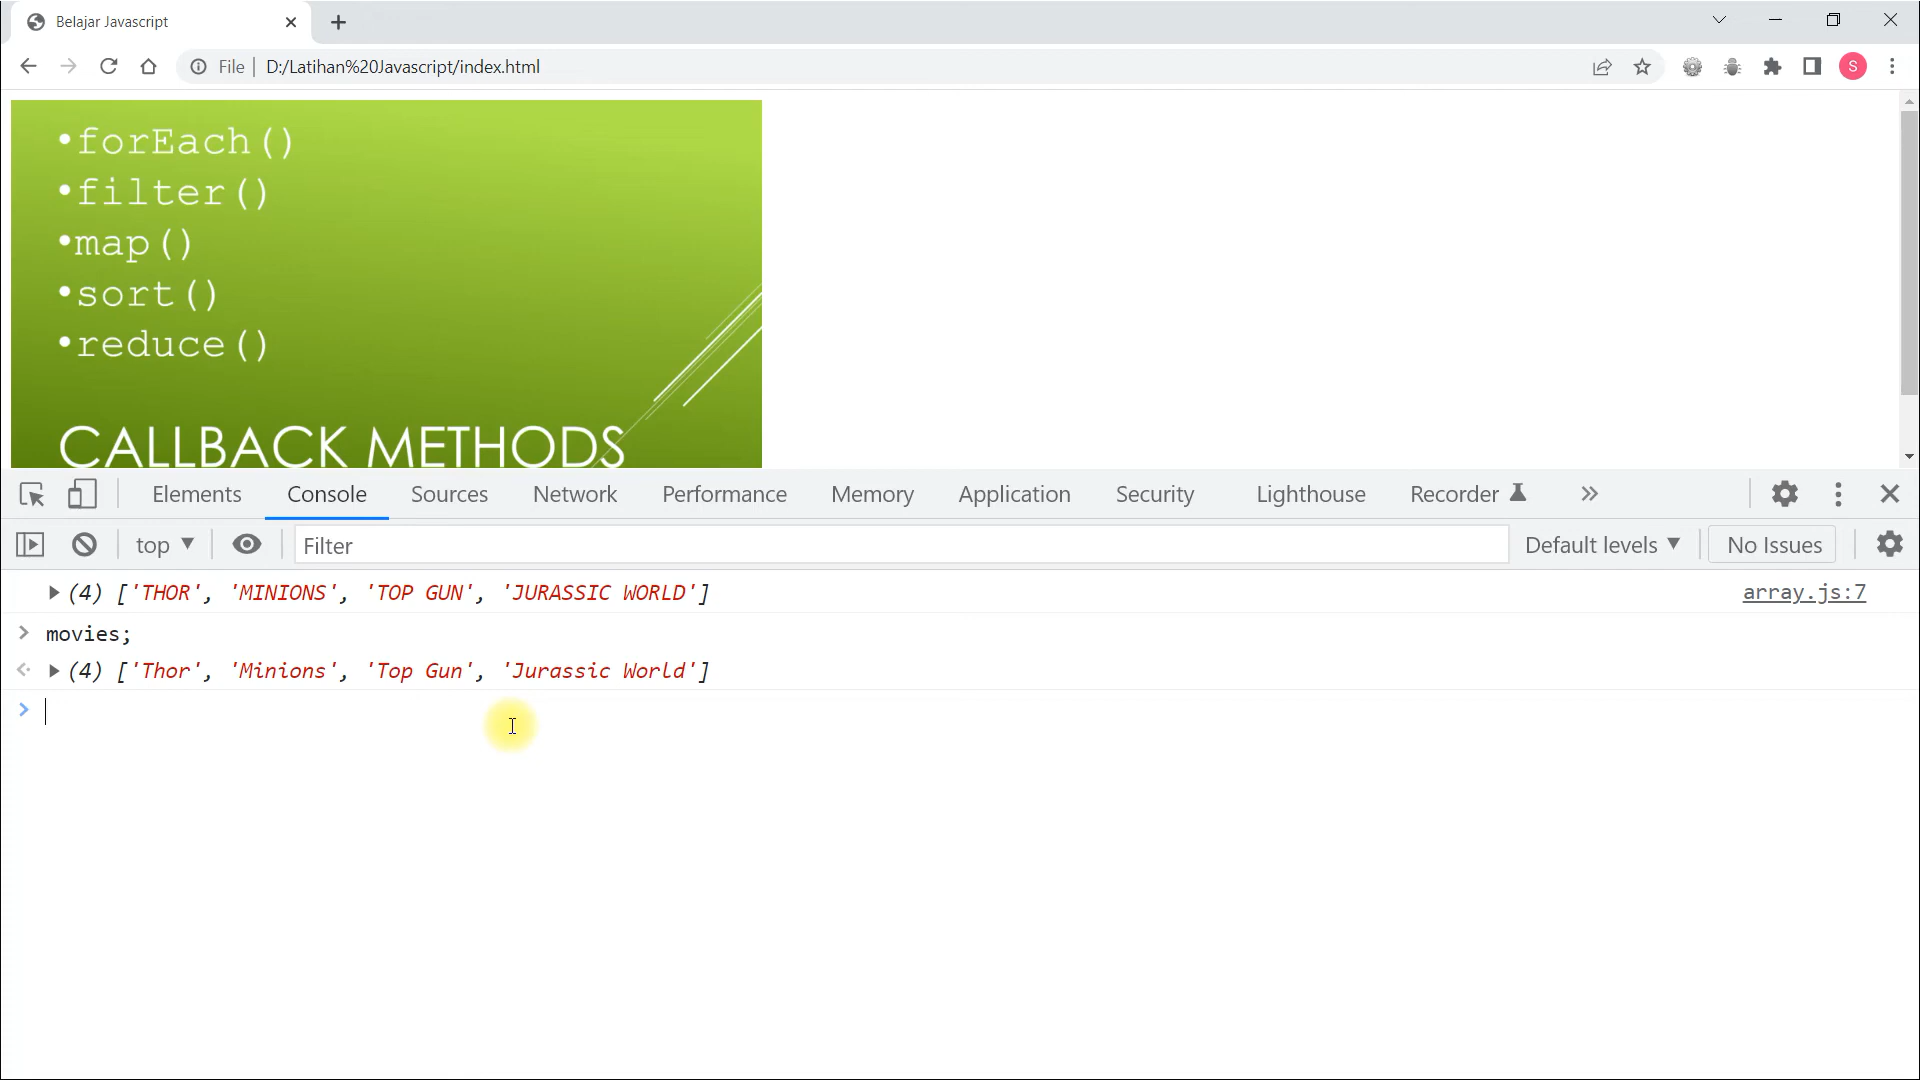 Belajar Javascript
File D:/Latihan%20Javascript/index.html
S
•forEach()
•filter()
•map()
•sort()
•reduce()
CALLBACK METHODS
Elements Console Sources Network Performance Memory Application Security Lighthouse Recorder
top Filter Default levels No Issues
(4) ['THOR', 'MINIONS', 'TOP GUN', 'JURASSIC WORLD'] array.js:7
movies;
(4) ['Thor', 'Minions', 'Top Gun', 'Jurassic World']